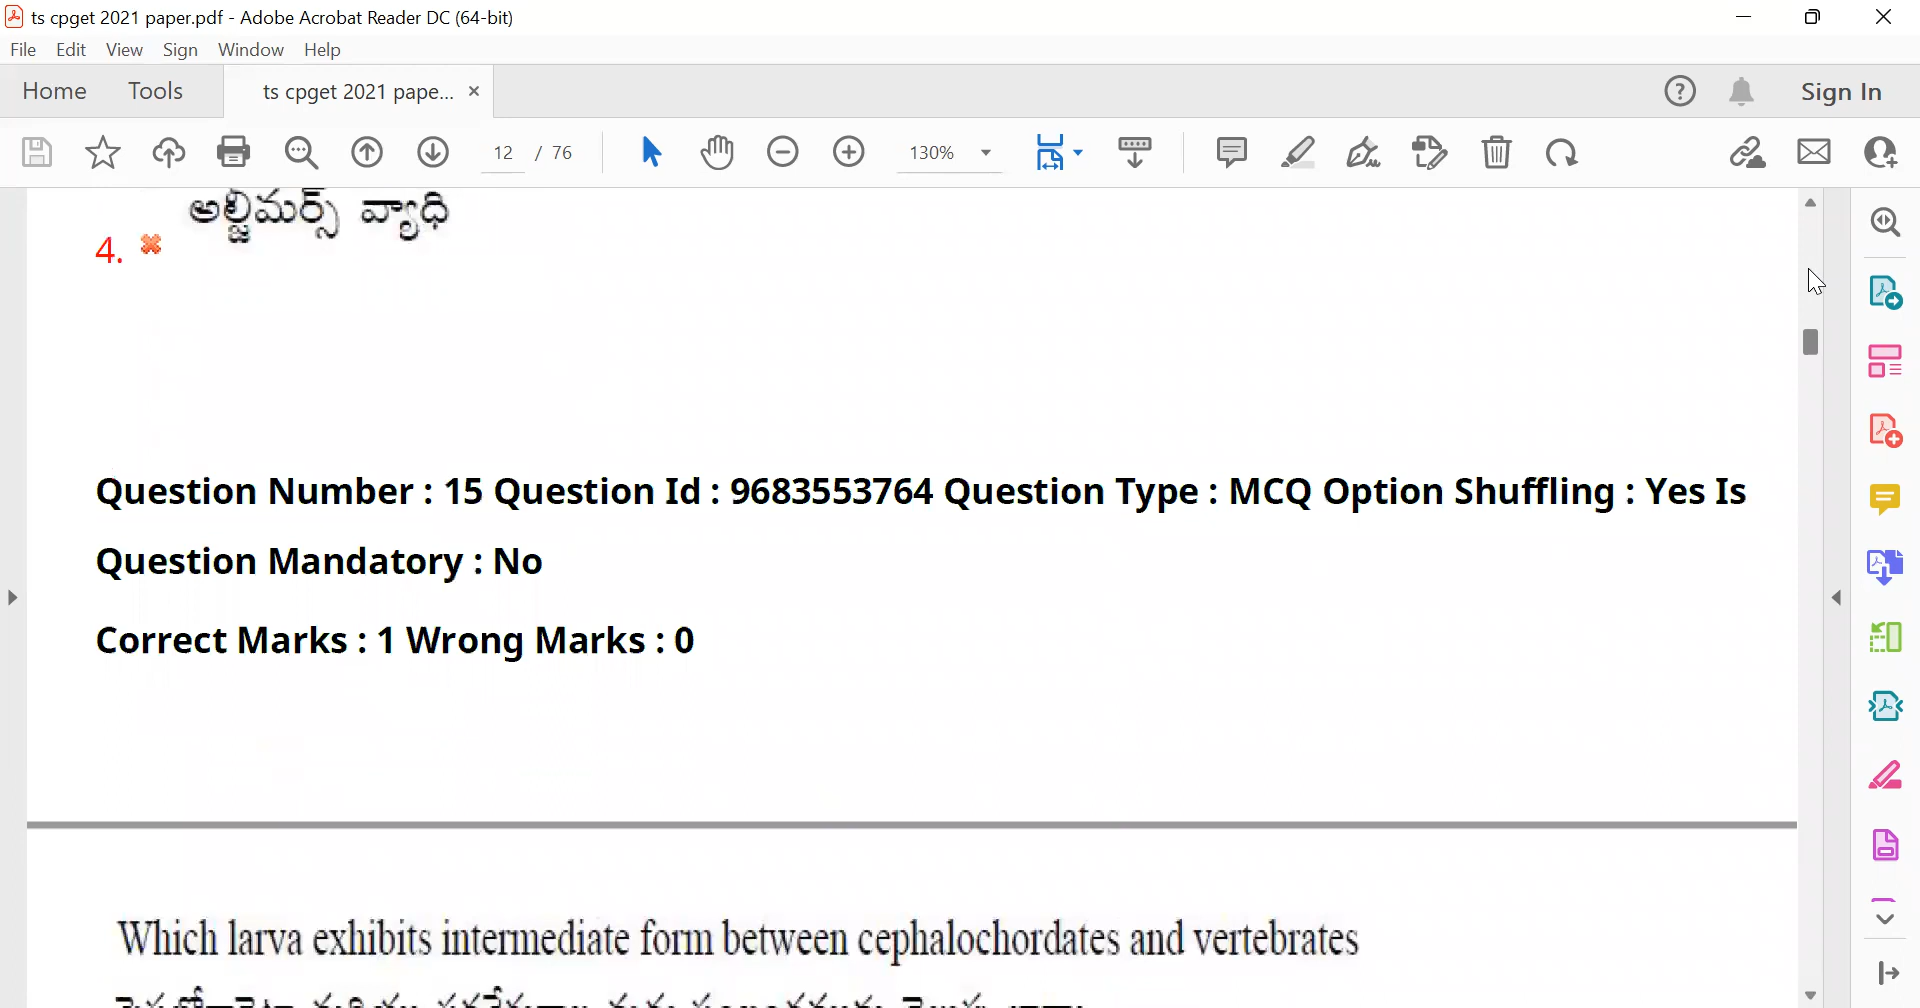 ts cpget 2021 paper.pdf - Adobe Acrobat Reader DC (64-bit)
File Edit View Sign Window Help
Home Tools ts cpget 2021 pape... × Sign In
12 / 76 130%
అల్జిమర్స్ వ్యాధి
4.
Question Number : 15 Question Id : 9683553764 Question Type : MCQ Option Shuffling : Yes Is
Question Mandatory : No
Correct Marks : 1 Wrong Marks : 0
Which larva exhibits intermediate form between cephalochordates and vertebrates